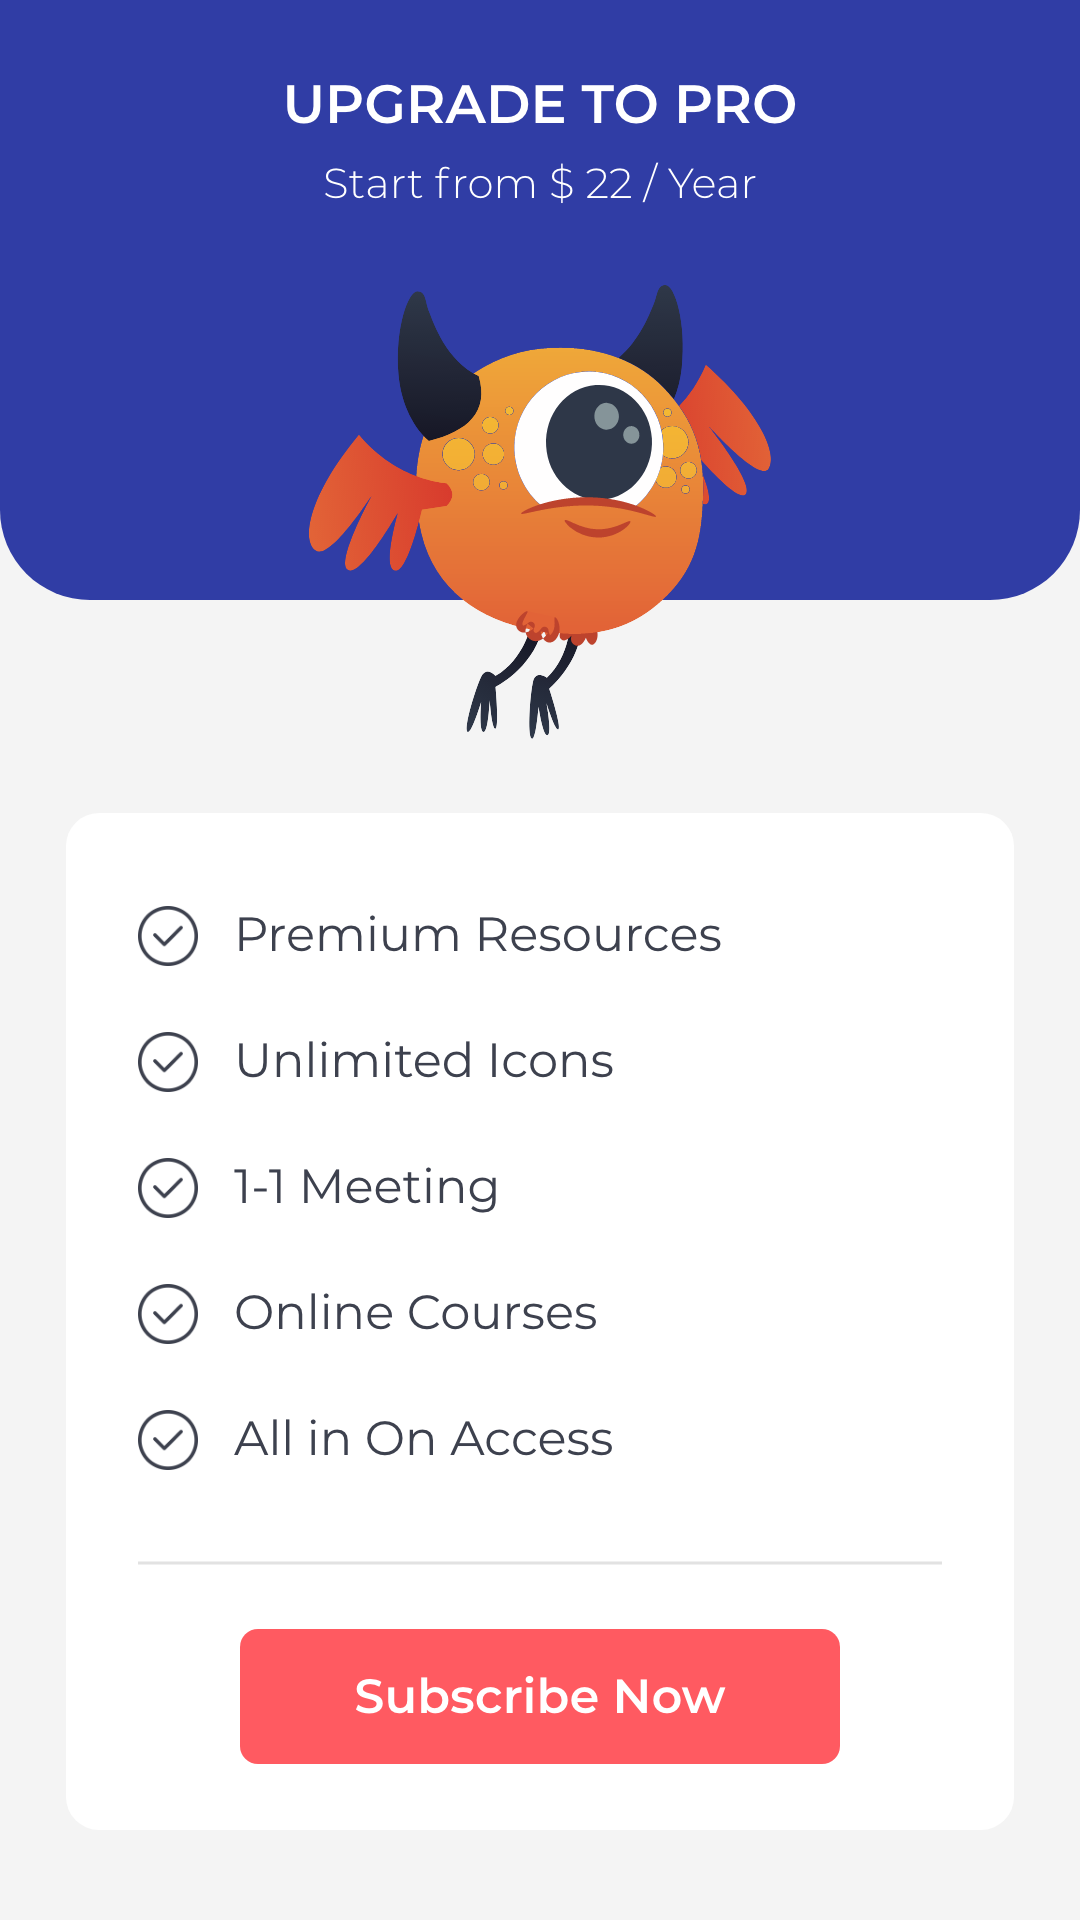 UPGRADE TO PRO
Start from $ 22 / Year
Premium Resources
Unlimited Icons
1-1 Meeting
Online Courses
All in On Access
Subscribe Now